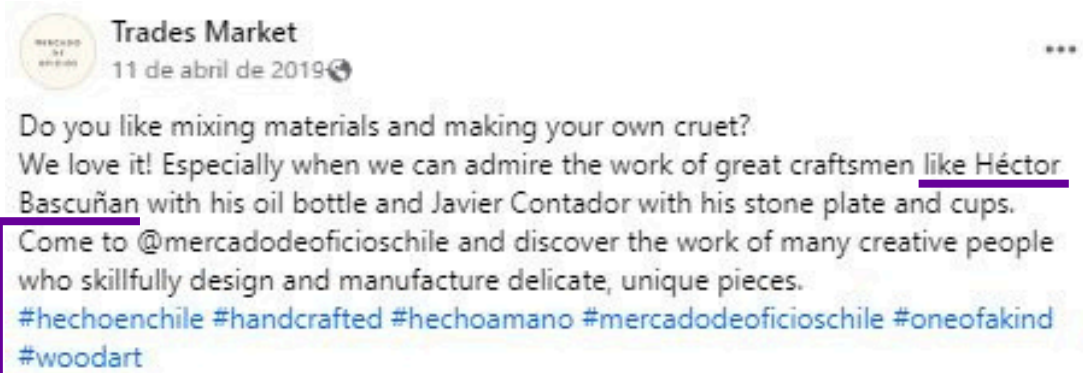 Trades Market
MERCADO
DE
OFICIOS
11 de abril de 2019
Do you like mixing materials and making your own cruet?
We love it! Especially when we can admire the work of great craftsmen like Héctor
Bascuñan with his oil bottle and Javier Contador with his stone plate and cups.
Come to @mercadodeoficioschile and discover the work of many creative people
who skillfully design and manufacture delicate, unique pieces.
#hechoenchile #handcrafted #hechoamano #mercadodeoficioschile #oneofakind
#woodart